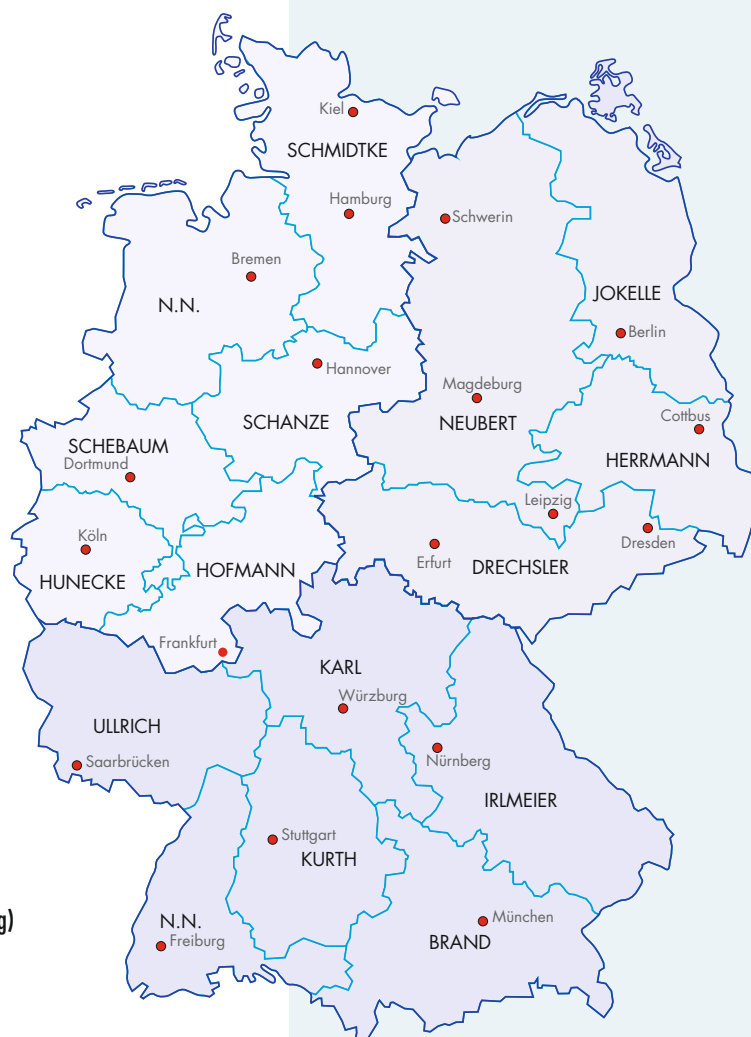 Kiel
SCHMIDTKE
Hamburg
Schwerin
Bremen
N.N.
JOKELLE
Berlin
Hannover
Magdeburg
SCHANZE
NEUBERT
Cottbus
SCHEBAUM
Dortmund
HERRMANN
Leipzig
Köln
Dresden
Erfurt
HUNECKE
HOFMANN
DRECHSLER
Frankfurt
KARL
Würzburg
ULLRICH
Saarbrücken
Nürnberg
IRLMEIER
Stuttgart
KURTH
g)
N.N.
München
Freiburg
BRAND